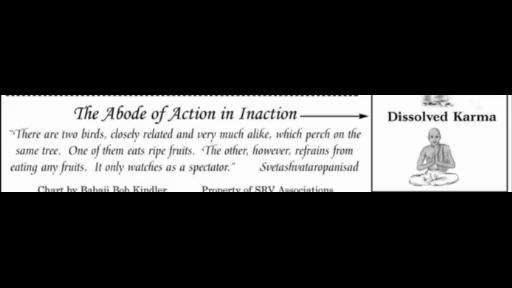 The Abode of Action in Inaction
"There are two birds, closely related and very much alike, which perch on the
same tree. One of them eats ripe fruits. The other, however, refrains from
eating any fruits. It only watches as a spectator." Svetashvataropanisad
Chart by Babaji Bob Kindler Property of SRV Associations
Dissolved Karma